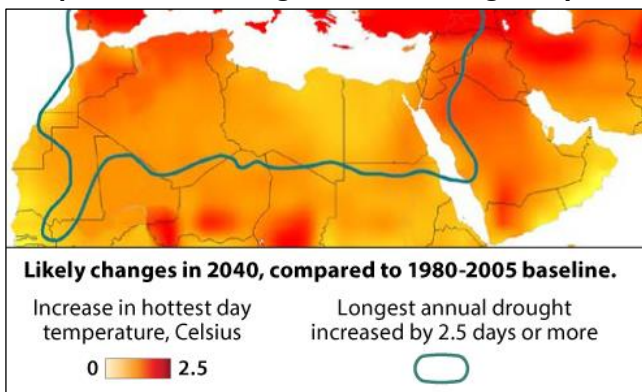 Likely changes in 2040, compared to 1980-2005 baseline.
Increase in hottest day
temperature, Celsius
0 2.5
Longest annual drought
increased by 2.5 days or more